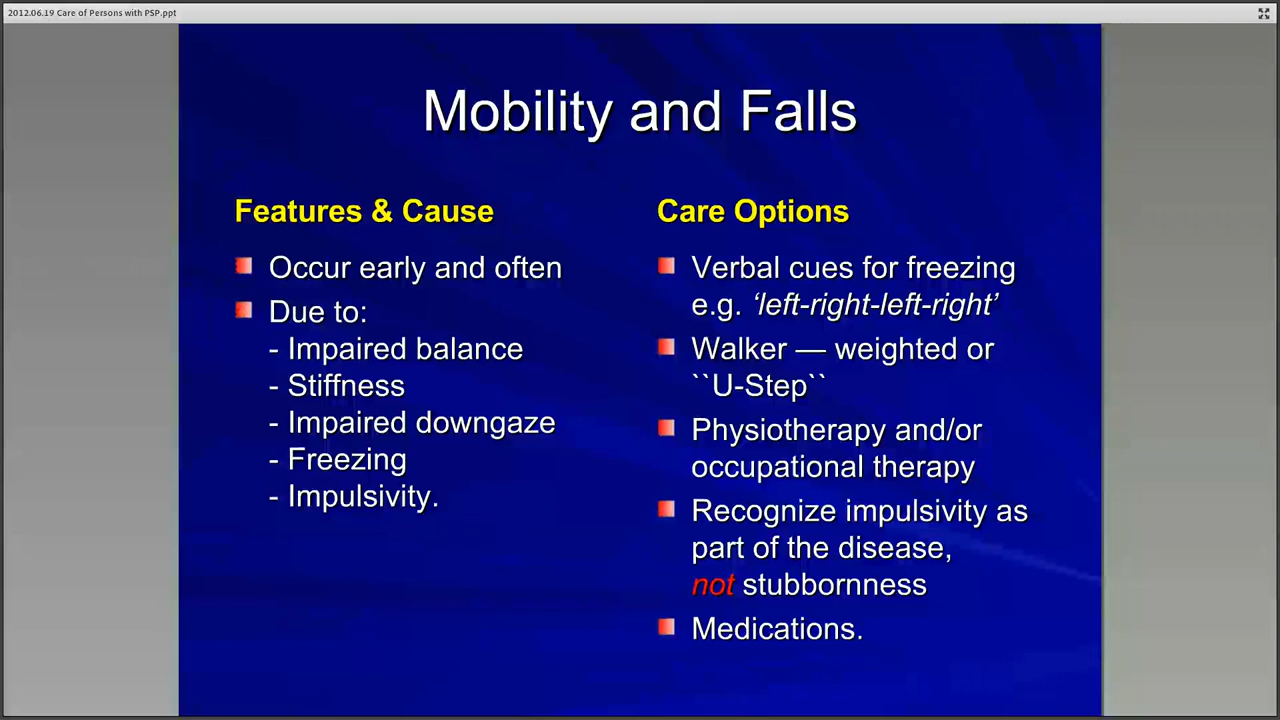 2012.06.19 Care of Persons with PSP.ppt
Mobility and Falls
Features & Cause
Occur early and often
Due to:
- Impaired balance
- Stiffness
- Impaired downgaze
- Freezing
- Impulsivity.
Care Options
Verbal cues for freezing
e.g. ‘left-right-left-right’
Walker — weighted or
``U-Step``
Physiotherapy and/or
occupational therapy
Recognize impulsivity as
part of the disease,
not stubbornness
Medications.